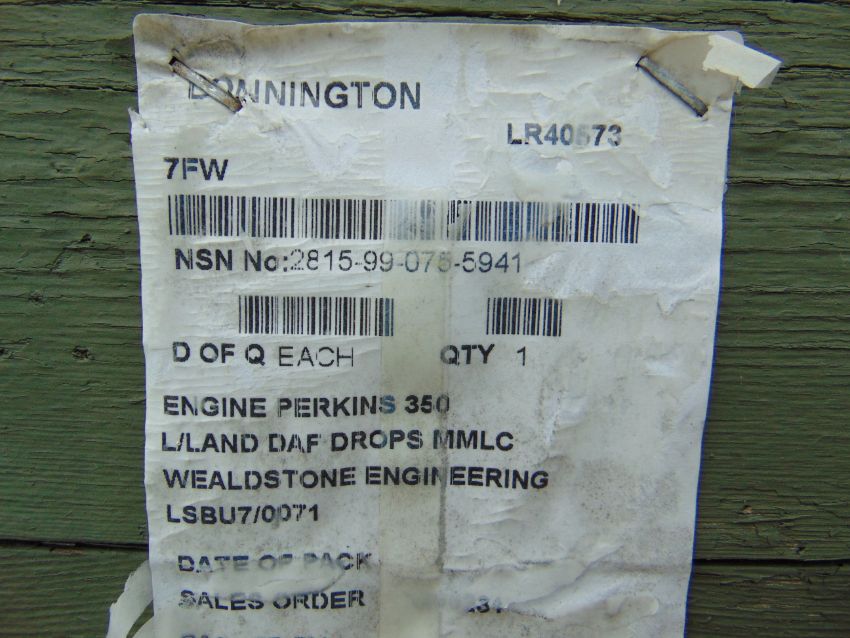 DONNINGTON
LR40573
7FW
NSN No:2815-99-075-5941
D OF Q EACH QTY 1
ENGINE PERKINS 350
L/LAND DAF DROPS MMLC
WEALDSTONE ENGINEERING
LSBU7/0071
DATE OF PACK
SALES ORDER